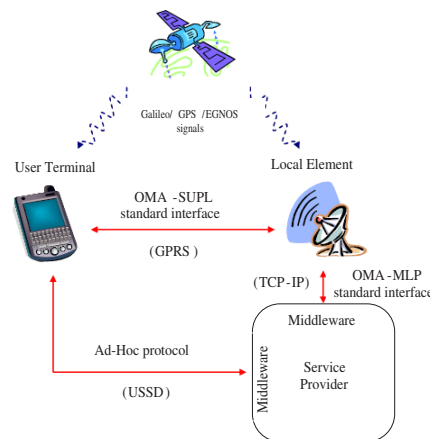 Galileo/ GPS /EGNOS
signals
User Terminal
Local Element
OMA -SUPL
standard interface
(GPRS)
(TCP-IP)
OMA-MLP
standard interface
Middleware
Ad-Hoc protocol
(USSD)
Middleware
Service
Provider